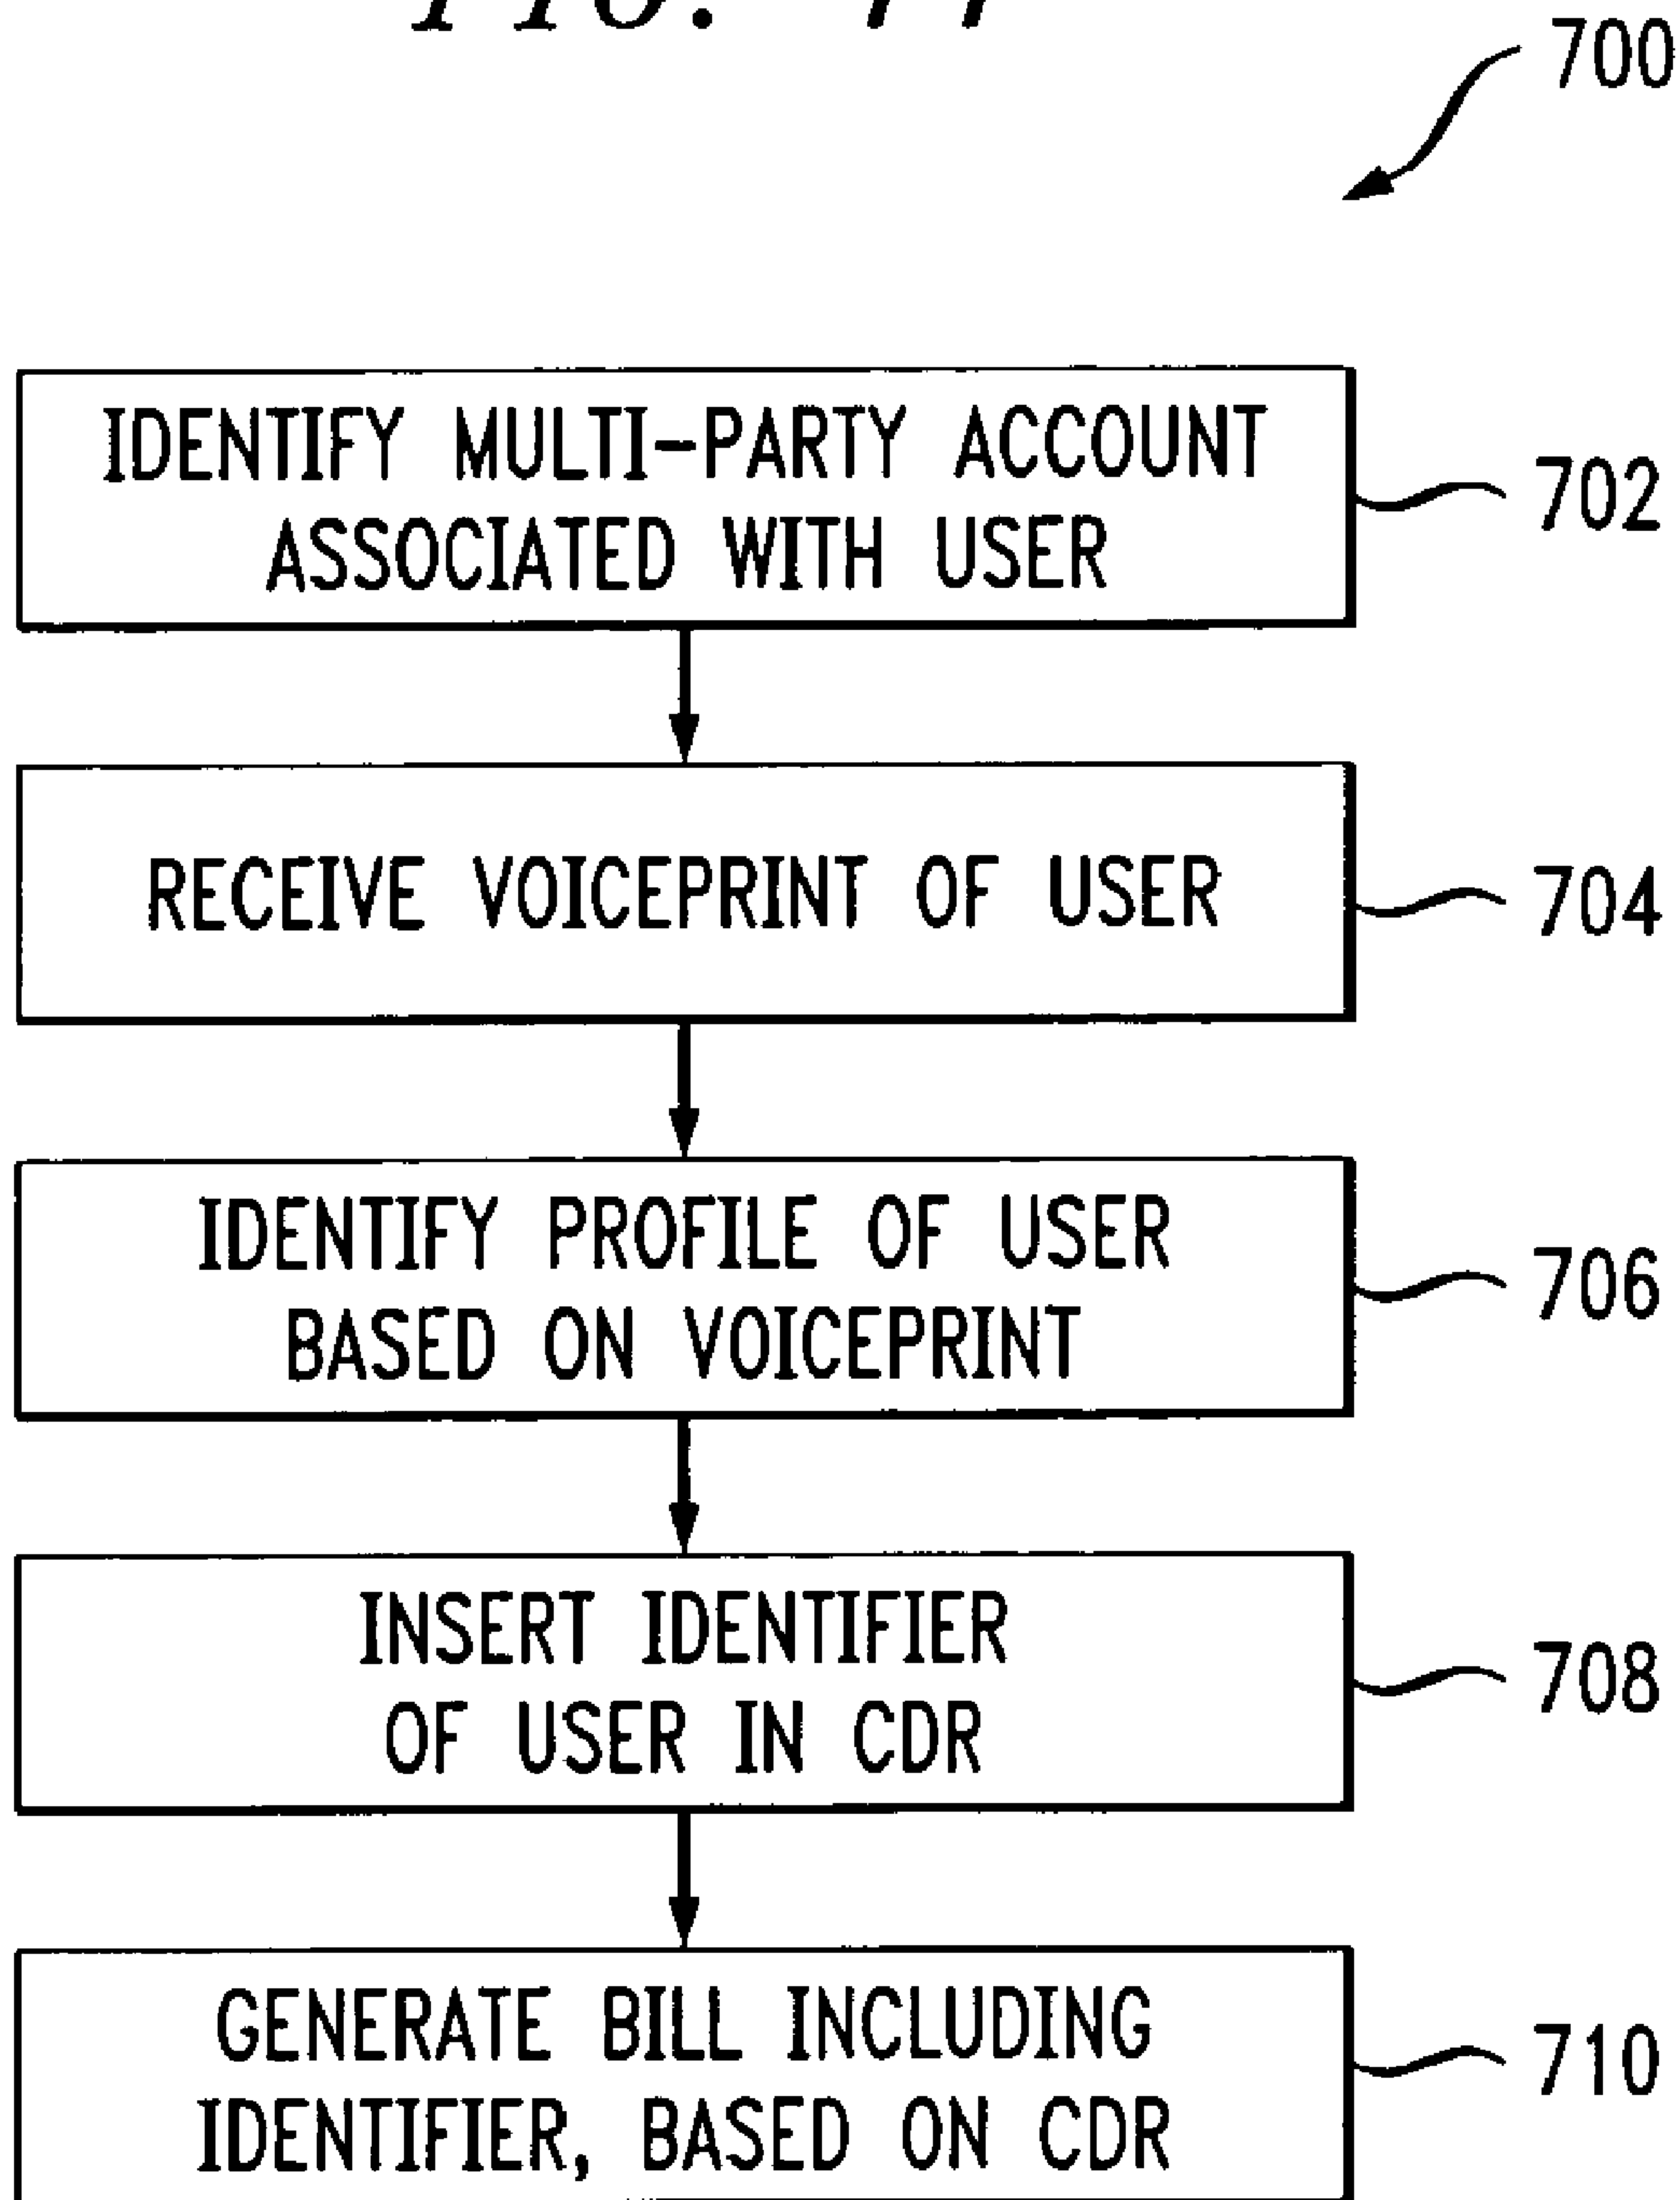 FIG.
700
IDENTIFY MULTI-PARTY ACCOUNT
ASSOCIATED WITH USER
702
RECEIVE VOICEPRINT OF USER
704
IDENTIFY PROFILE OF USER
BASED ON VOICEPRINT
706
INSERT IDENTIFIER
OF USER IN CDR
708
GENERATE BILL INCLUDING
IDENTIFIER, BASED ON CDR
710